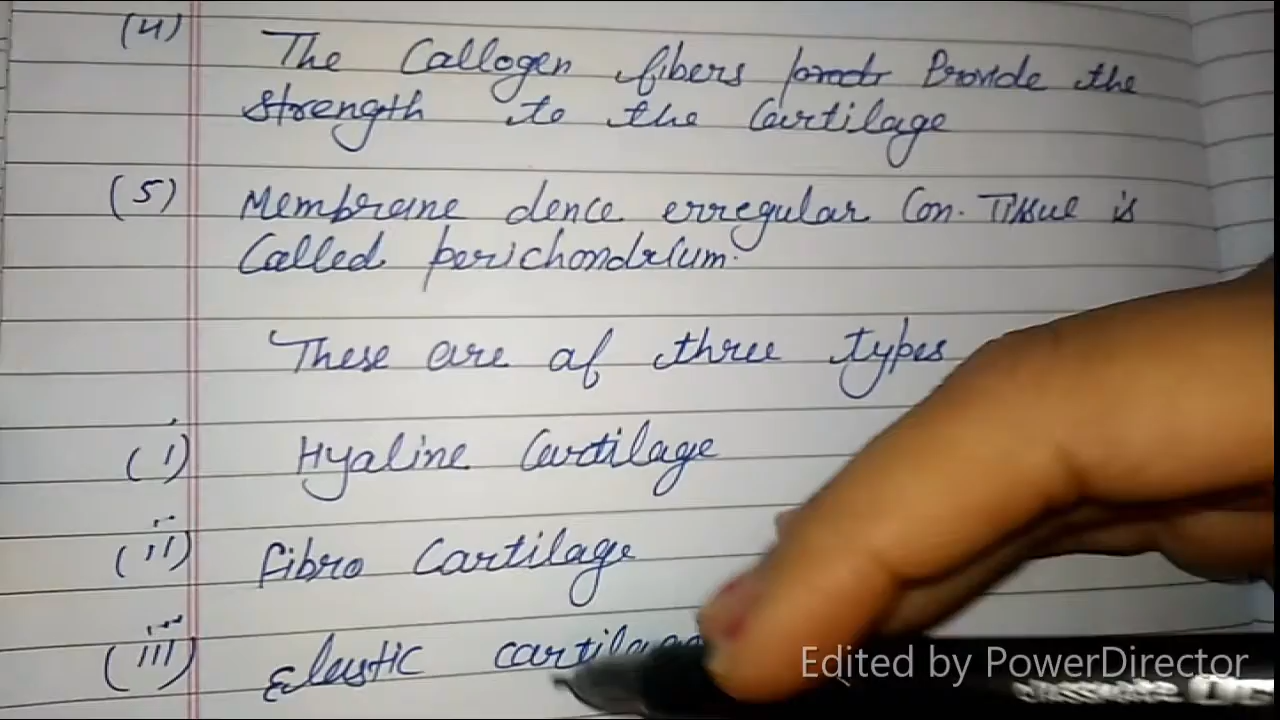 (4) The Callogen fibers Provide the
strength to the Cartilage
(5) Membrane dence erregular Con. Tissue is
Called perichondrium.
These are of three types
(i) Hyaline Cartilage
(ii) fibro Cartilage
(iii) Elastic cartilage
Edited by PowerDirector